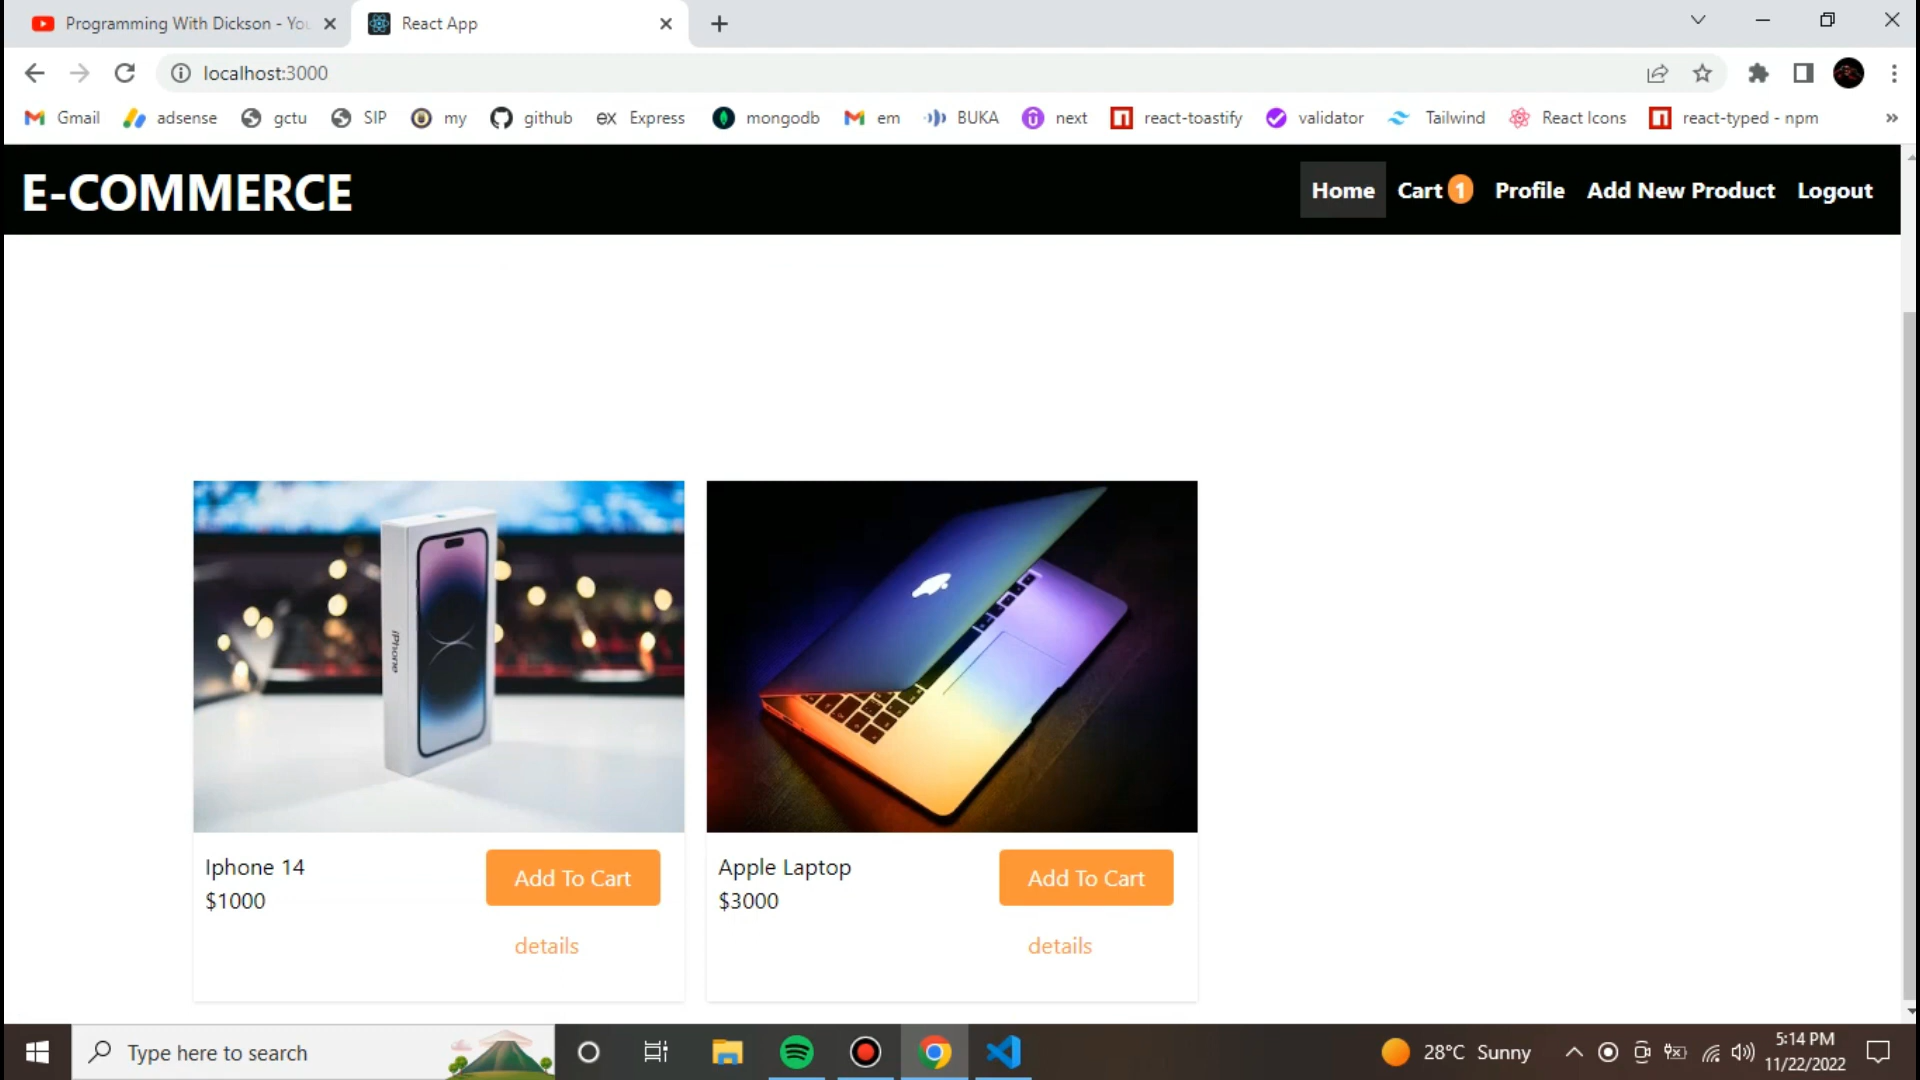 Programming With Dickson - You
React App
localhost:3000
Gmail
adsense
gctu
SIP
my
github
ex Express
mongodb
em
BUKA
next
react-toastify
validator
Tailwind
React Icons
react-typed - npm
»
E-COMMERCE
Home
Cart 1
Profile
Add New Product
Logout
iPhone
Iphone 14
$1000
Add To Cart
details
Apple Laptop
$3000
Add To Cart
details
Type here to search
28°C Sunny
5:14 PM
11/22/2022